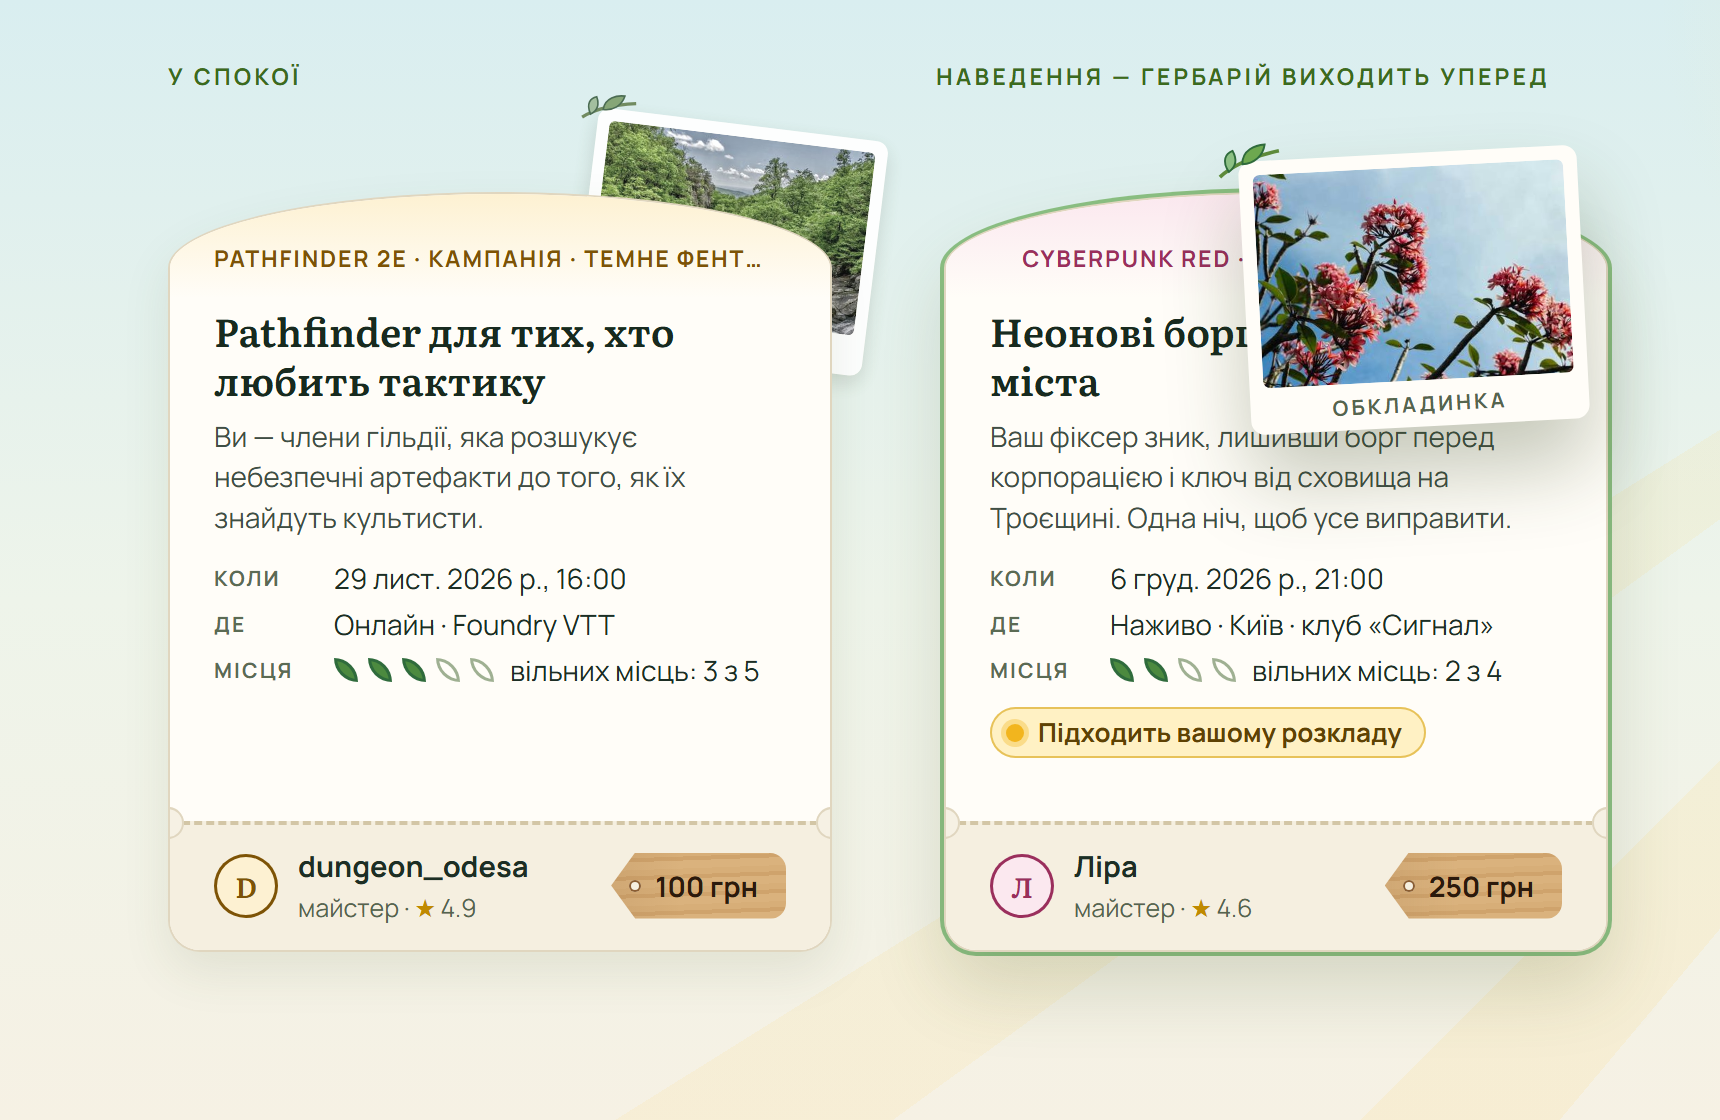 У СПОКОЇ
PATHFINDER 2E · КАМПАНІЯ · ТЕМНЕ ФЕНТ…
Pathfinder для тих, хто
любить тактику
Ви — члени гільдії, яка розшукує
небезпечні артефакти до того, як їх
знайдуть культисти.
КОЛИ 29 лист. 2026 р., 16:00
ДЕ Онлайн · Foundry VTT
МІСЦЯ вільних місць: 3 з 5
D dungeon_odesa
майстер · ★ 4.9
100 грн
НАВЕДЕННЯ — ГЕРБАРІЙ ВИХОДИТЬ УПЕРЕД
CYBERPUNK RED ·
ОБКЛАДИНКА
Неонові
міста
Ваш фіксер зник, лишивши борг перед
корпорацією і ключ від сховища на
Троєщині. Одна ніч, щоб усе виправити.
КОЛИ 6 груд. 2026 р., 21:00
ДЕ Наживо · Київ · клуб «Сигнал»
МІСЦЯ вільних місць: 2 з 4
Підходить вашому розкладу
Л Ліра
майстер · ★ 4.6
250 грн